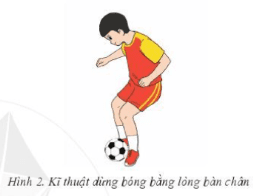 Hình 2. Kĩ thuật dừng bóng bằng lòng bàn chân